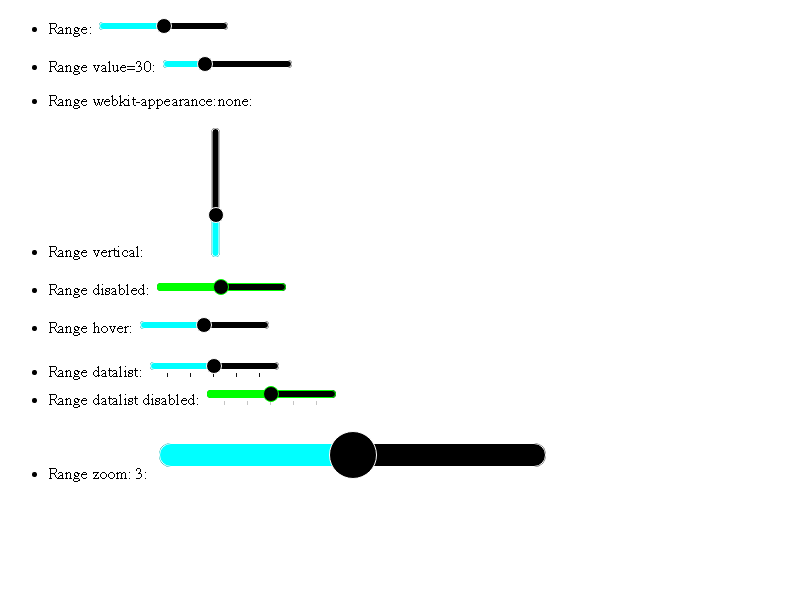 Range:
Range value=30:
Range webkit-appearance:none:
Range vertical:
Range disabled:
Range hover:
Range datalist:
Range datalist disabled:
Range zoom: 3: